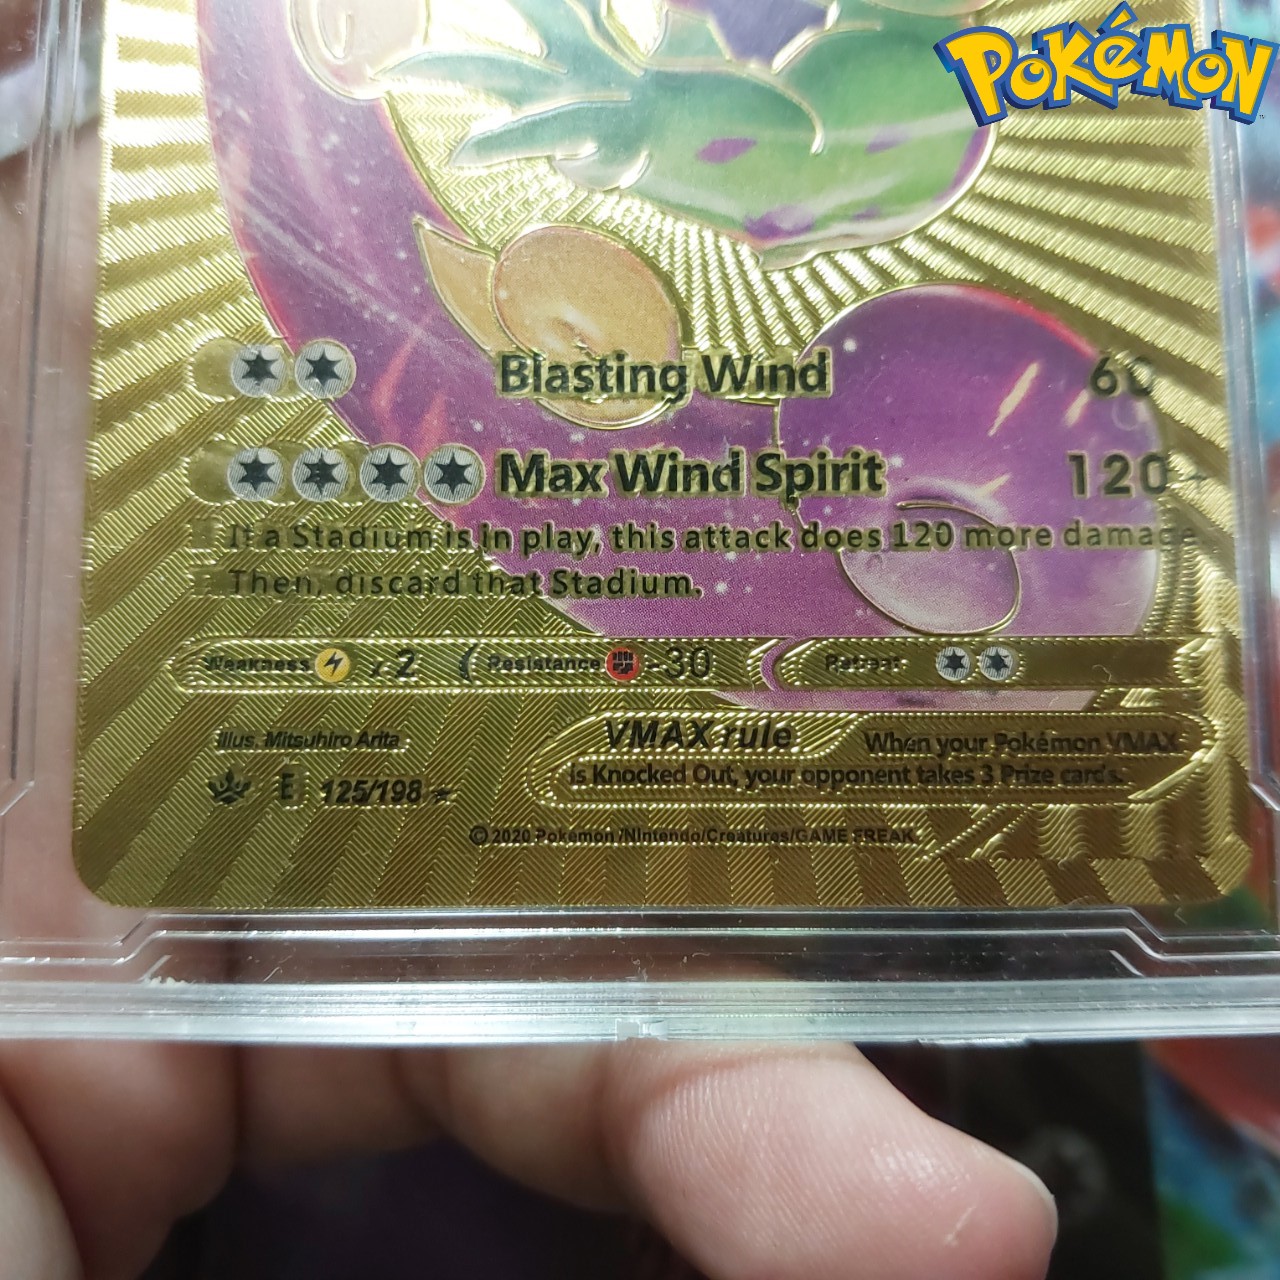 POKÉMON
Blasting Wind 60
Max Wind Spirit 120+
If a Stadium is in play, this attack does 120 more damage
Then, discard that Stadium.
Weakness x2 Resistance -30 Retreat
Illus. Mitsuhiro Arita
VMAX rule When your Pokémon VMAX
is Knocked Out, your opponent takes 3 Prize cards.
E 125/198 ★
©2020 Pokémon/Nintendo/Creatures/GAME FREAK.